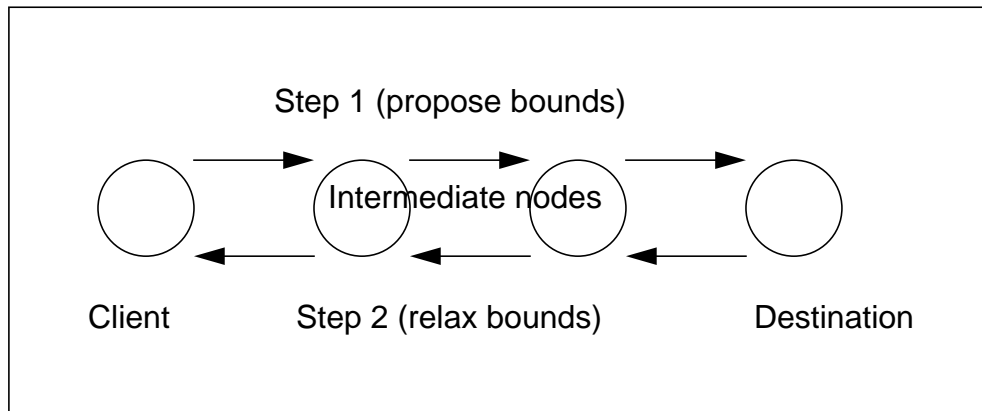 Step 1 (propose bounds)
Intermediate nodes
Client
Step 2 (relax bounds)
Destination